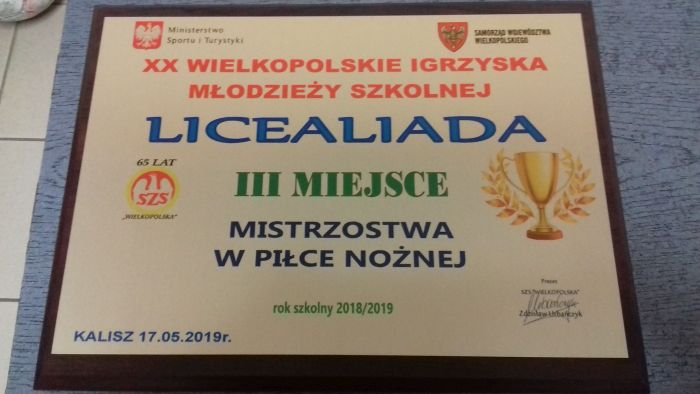 Ministerstwo
Sportu i Turystyki
SAMORZĄD WOJEWÓDZTWA
WIELKOPOLSKIEGO
XX WIELKOPOLSKIE IGRZYSKA
MŁODZIEŻY SZKOLNEJ
LICEALIADA
65 LAT
SZS
„WIELKOPOLSKA"
III MIEJSCE
MISTRZOSTWA
W PIŁCE NOŻNEJ
rok szkolny 2018/2019
Prezes
SZS "WIELKOPOLSKA"
Zdzisław Urbańczyk
KALISZ 17.05.2019r.